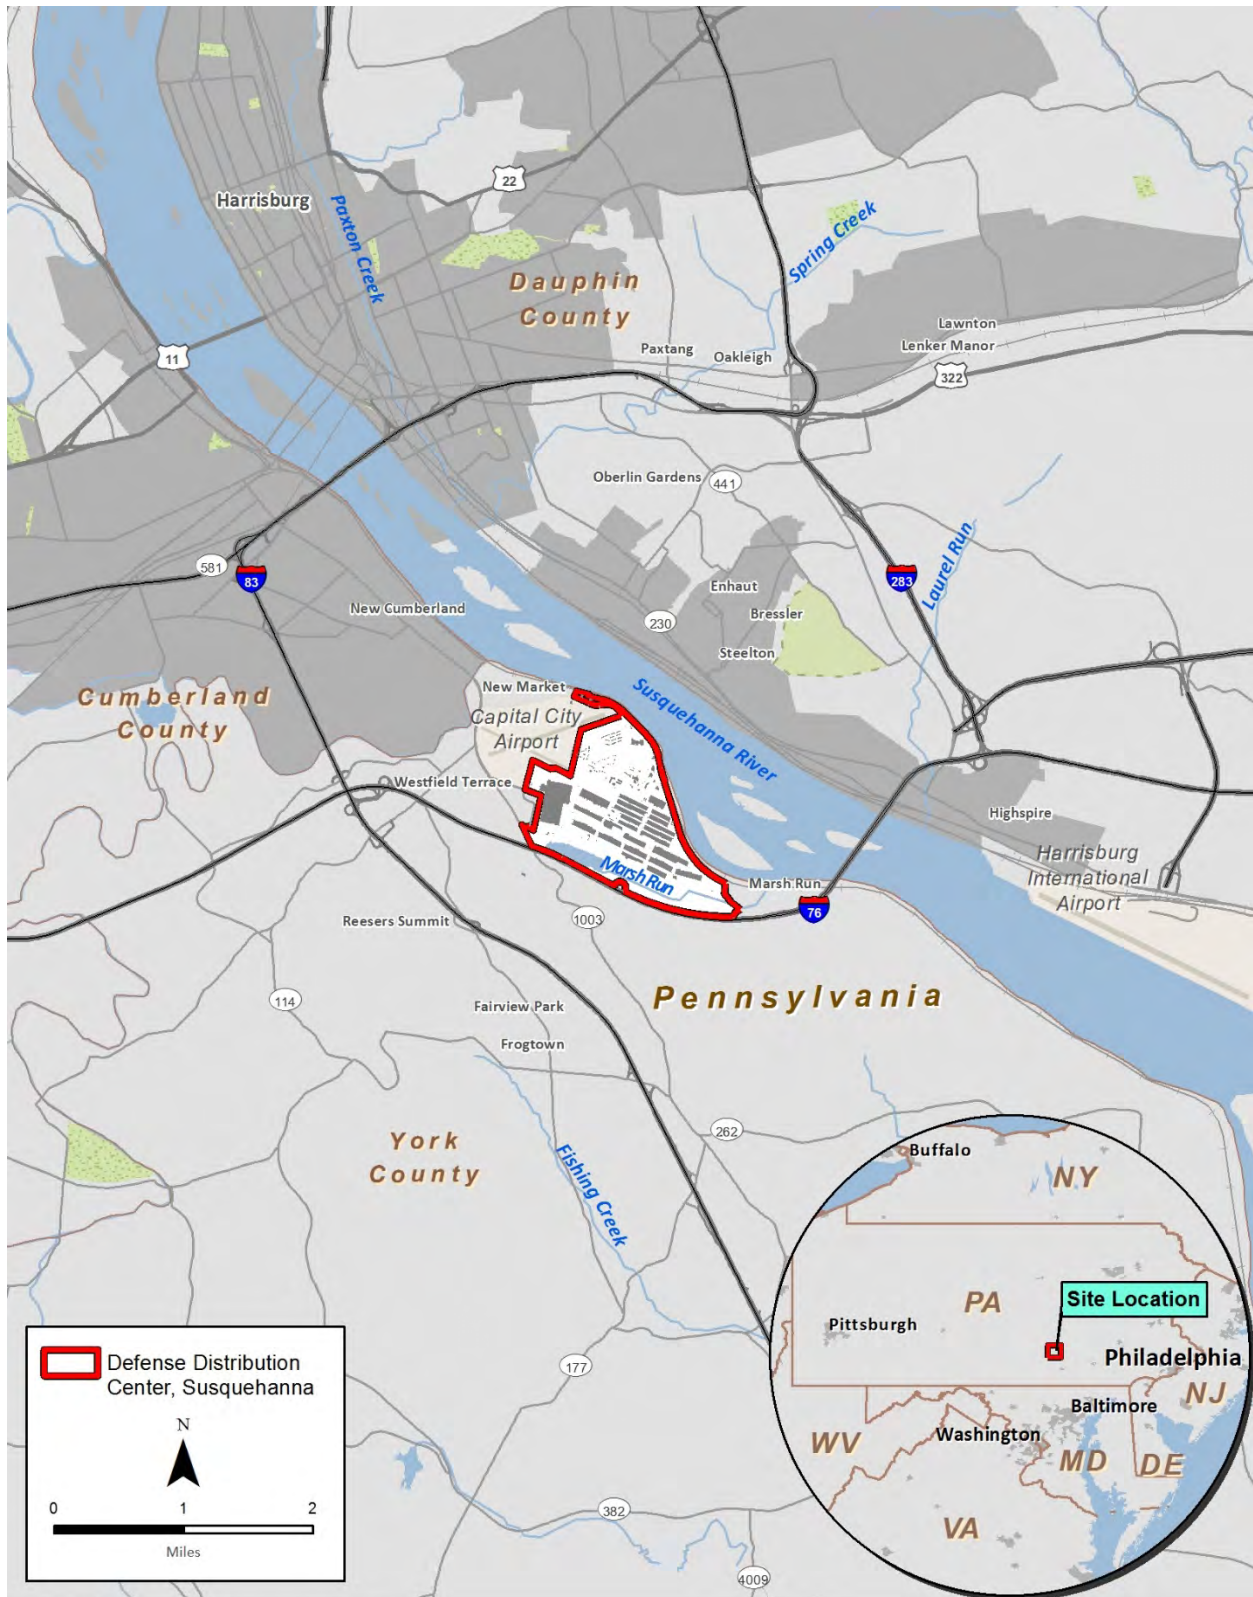 22
Harrisburg
Paxton Creek
Spring Creek
Dauphin
County
Lawnton
Lenker Manor
Paxtang
Oakleigh
11
322
Oberlin Gardens
441
Laurel Run
581
83
283
Enhaut
New Cumberland
Bressler
230
Steelton
Cumberland
County
New Market
Susquehanna River
Capital City
Airport
Westfield Terrace
Highspire
Harrisburg
International
Airport
Marsh Run
Marsh Run
76
1003
Reesers Summit
Pennsylvania
114
Fairview Park
Frogtown
262
York
County
Fishing Creek
Buffalo
NY
PA
Site Location
Pittsburgh
Philadelphia
NJ
Baltimore
Washington
WV
MD
DE
VA
Defense Distribution
Center, Susquehanna
177
N
0 1 2
Miles
382
4009